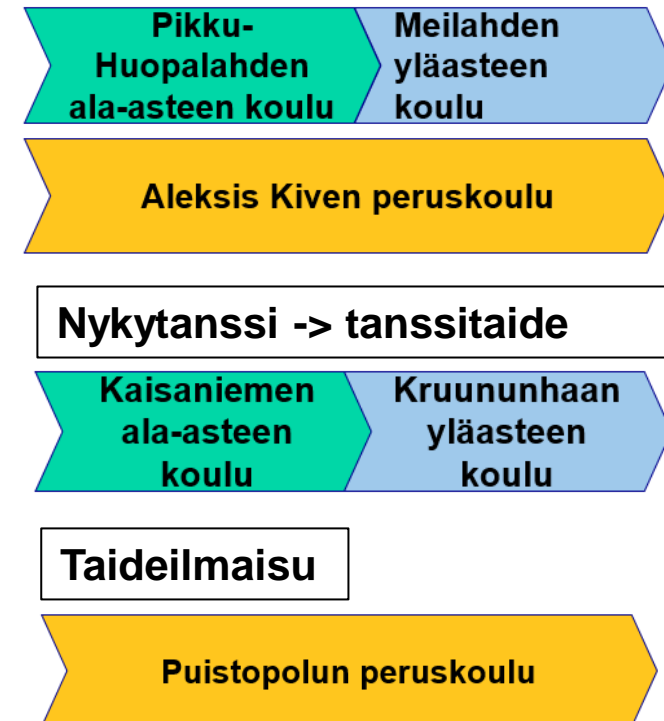 Pikku-
Huopalahden
ala-asteen koulu
Meilahden
yläasteen
koulu
Aleksis Kiven peruskoulu
Nykytanssi -> tanssitaide
Kaisaniemen
ala-asteen
koulu
Kruununhaan
yläasteen
koulu
Taideilmaisu
Puistopolun peruskoulu